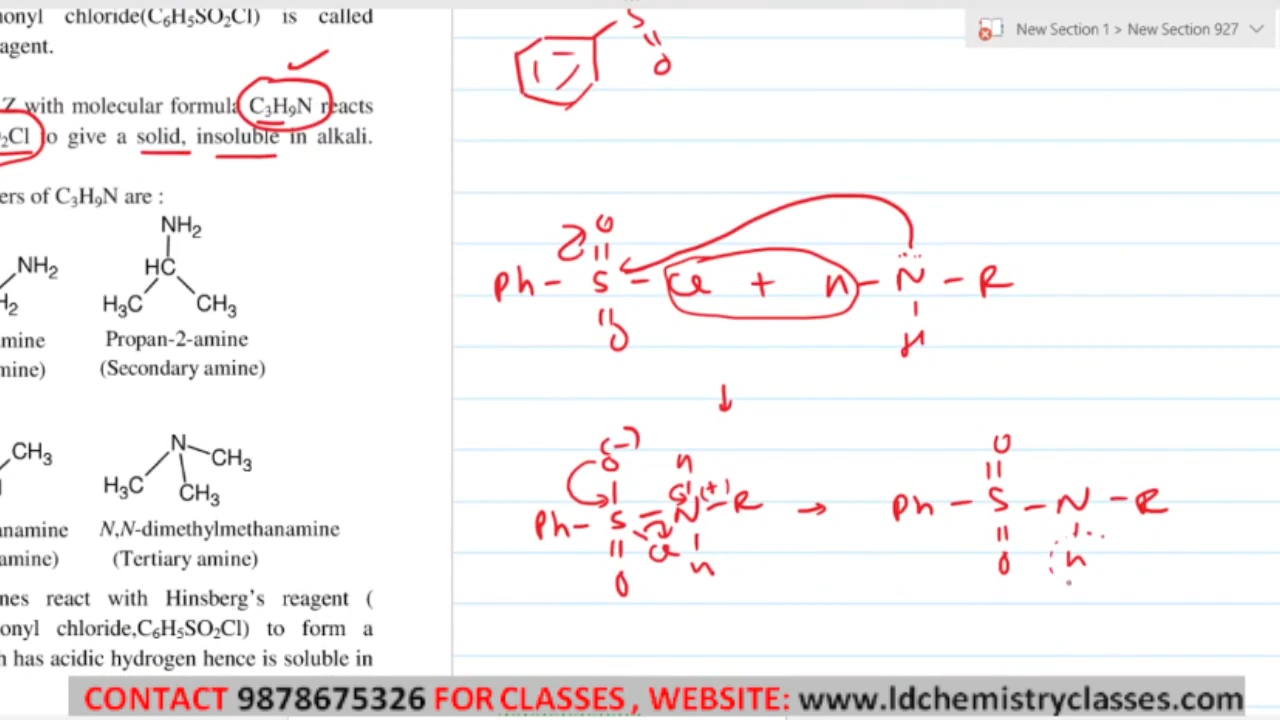 onyl chloride(C₆H₅SO₂Cl) is called
agent.
New Section 1 > New Section 927
S
O
Z with molecular formula C₃H₉N reacts
₂Cl to give a solid, insoluble in alkali.
ers of C₃H₉N are :
NH₂
NH₂
HC
H₂
H₃C
CH₃
mine
Propan-2-amine
mine)
(Secondary amine)
O
Ph - S - Cl + H - N - R
O
H
CH₃
N
CH₃
H₃C
CH₃
anamine
N,N-dimethylmethanamine
amine)
(Tertiary amine)
(-)
O
H
(+)
Ph - S - N - R → Ph - S - N - R
Cl
O
H
O
O
H
nes react with Hinsberg's reagent (
onyl chloride,C₆H₅SO₂Cl) to form a
h has acidic hydrogen hence is soluble in
CONTACT 9878675326 FOR CLASSES , WEBSITE: www.ldchemistryclasses.com